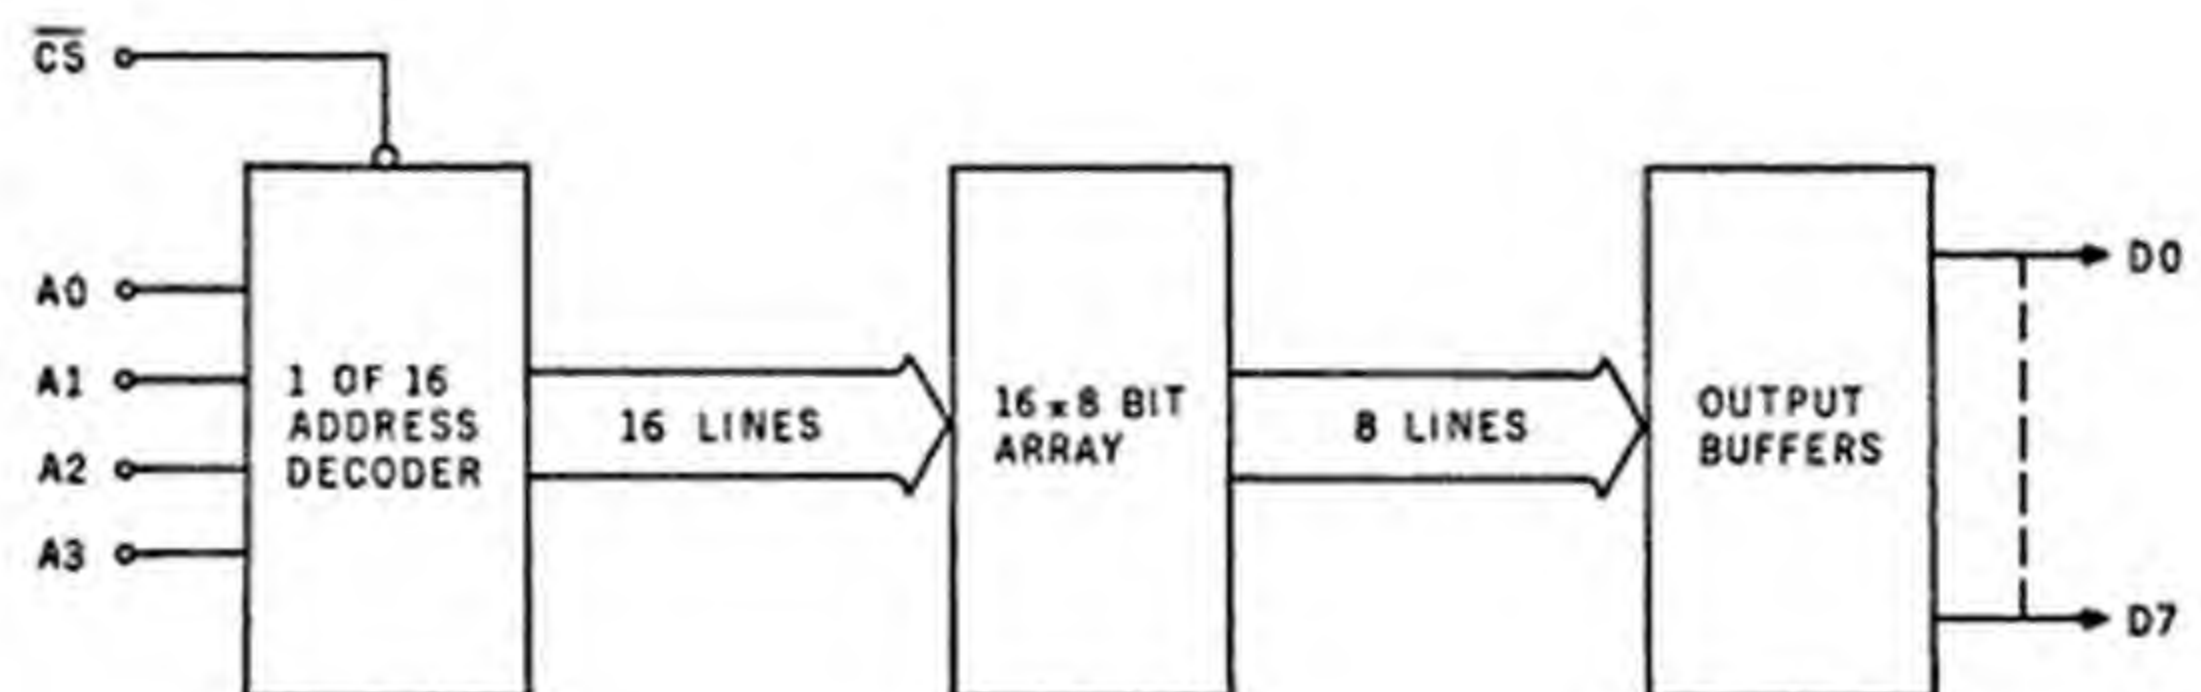 C̅S̅
A0
A1
A2
A3
1 OF 16
ADDRESS
DECODER
16 LINES
16 x 8 BIT
ARRAY
8 LINES
OUTPUT
BUFFERS
D0
D7